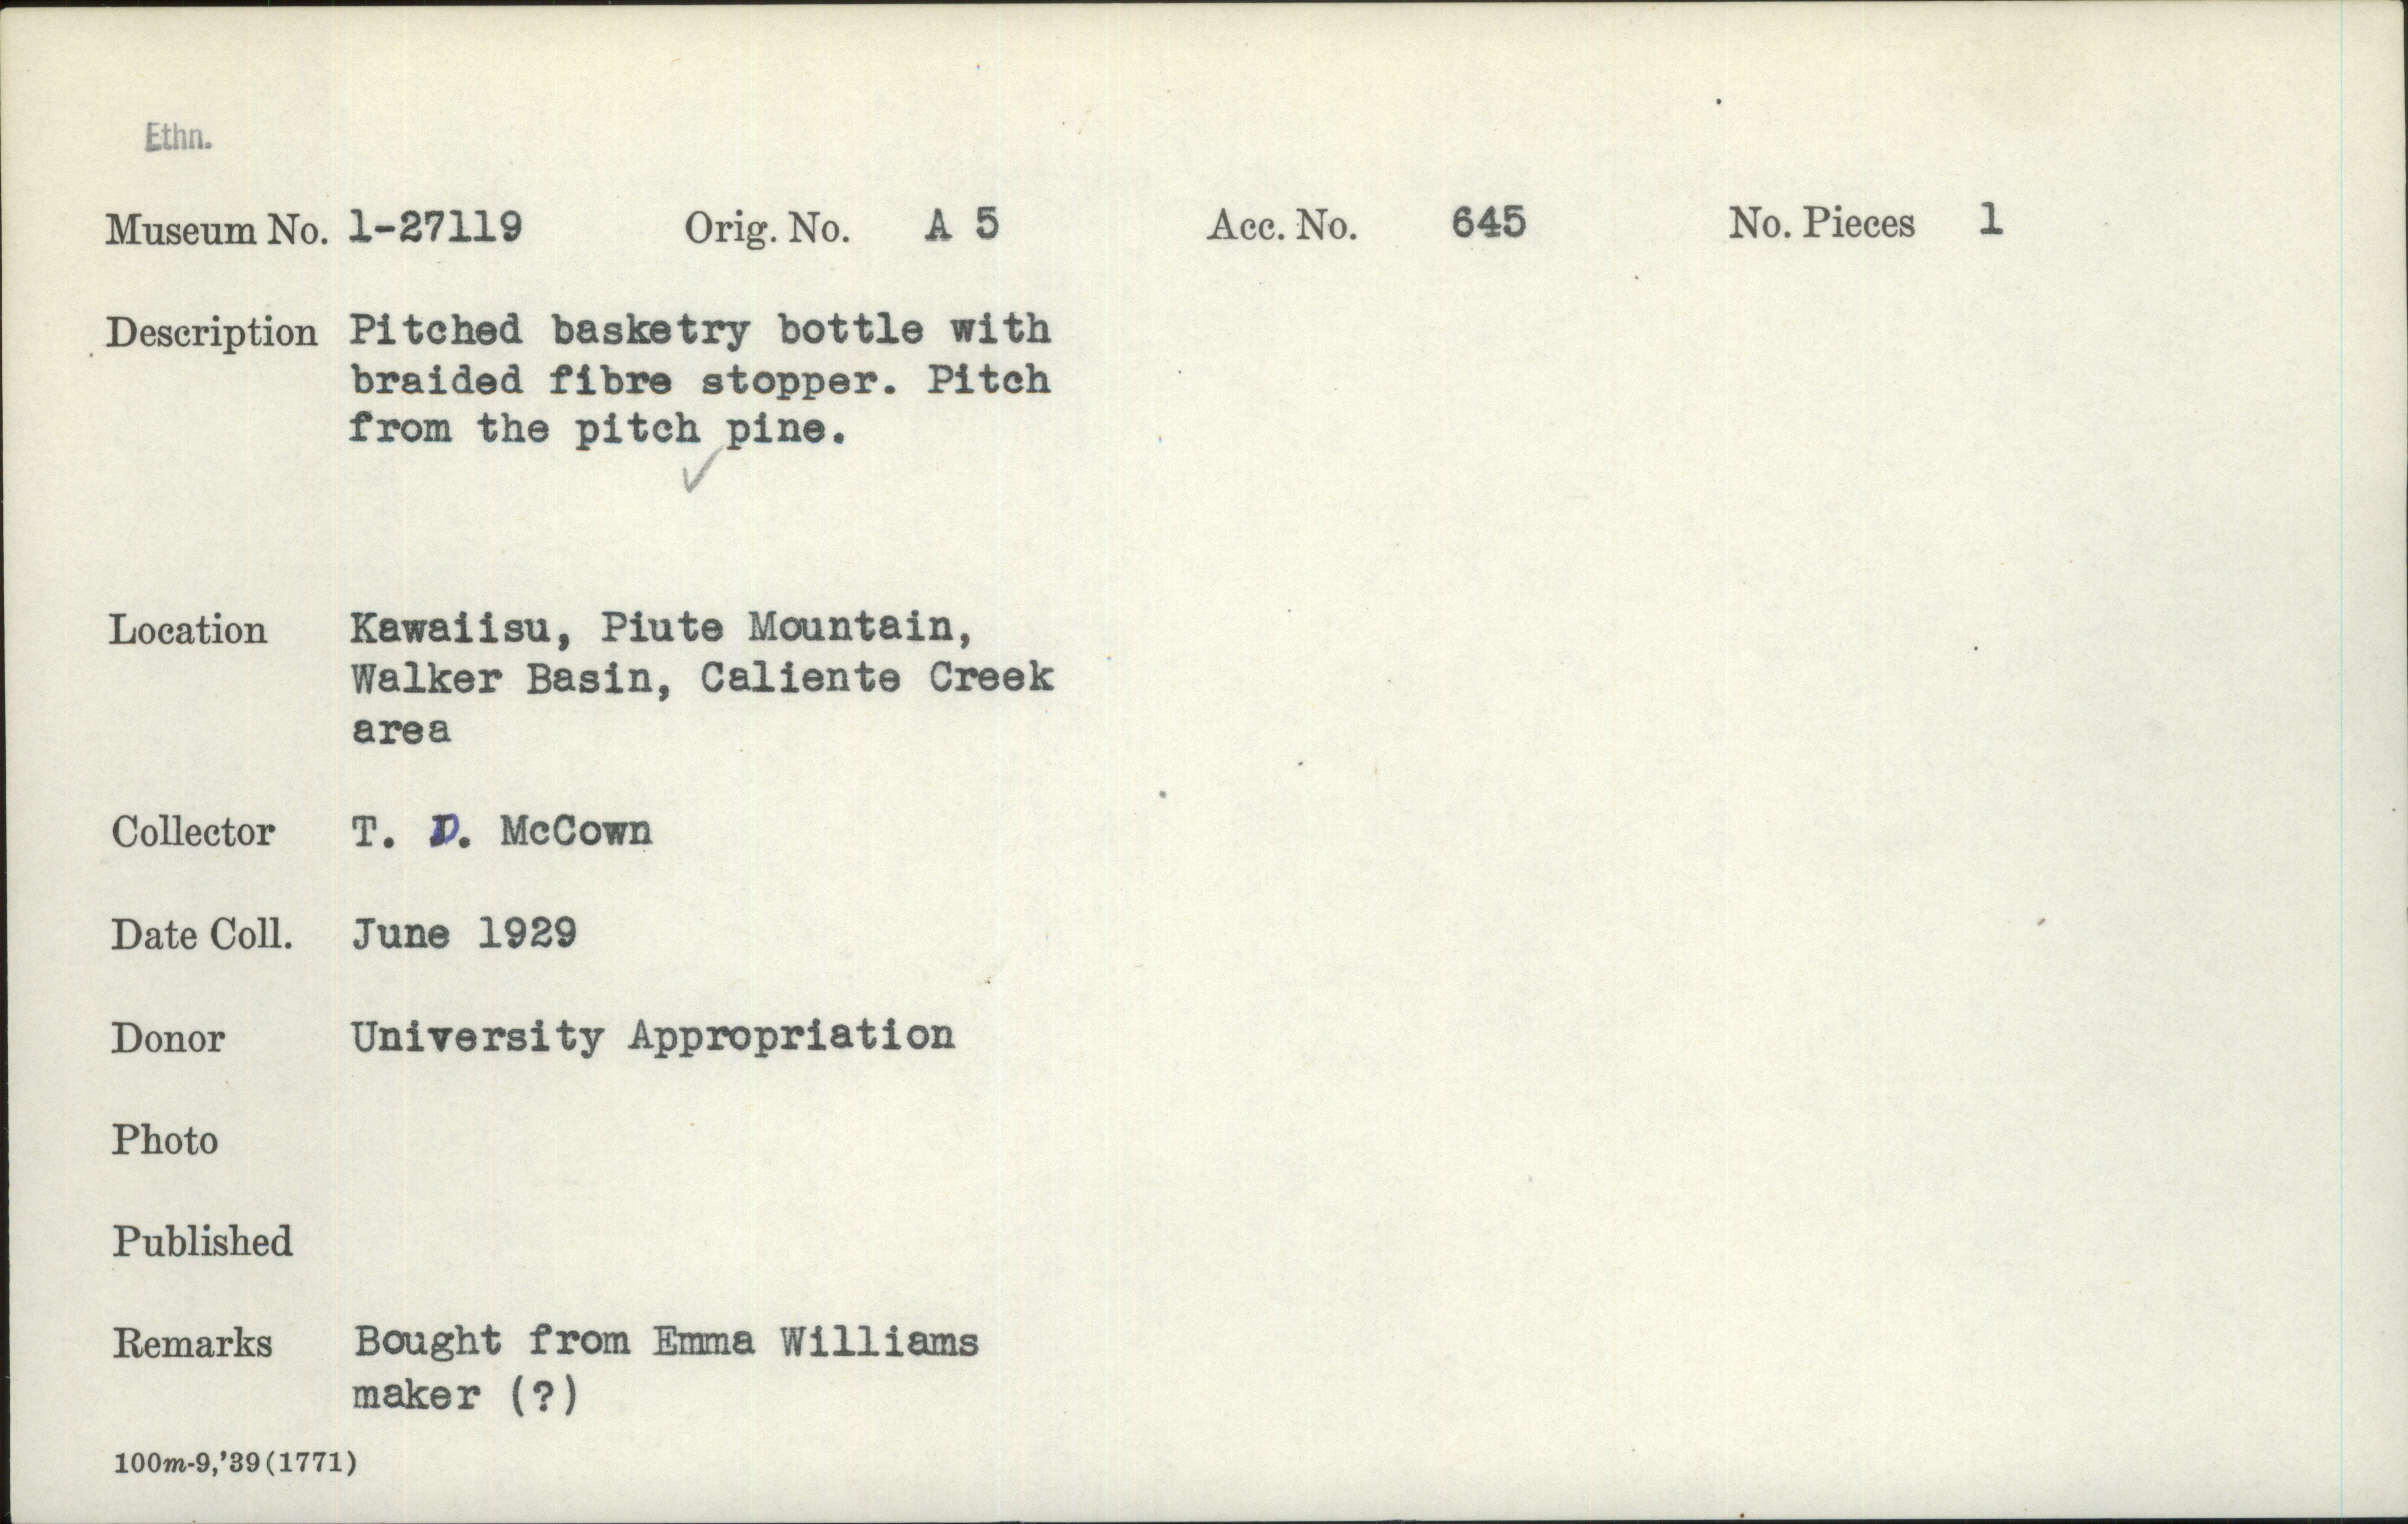 Ethn.
Museum No. 1-27119 Orig. No. A 5 Acc. No. 645 No. Pieces 1
Description Pitched basketry bottle with
braided fibre stopper. Pitch
from the pitch pine.
Location Kawaiisu, Piute Mountain,
Walker Basin, Caliente Creek
area
Collector T. D. McCown
Date Coll. June 1929
Donor University Appropriation
Photo
Published
Remarks Bought from Emma Williams
maker (?)
100m-9,'39(1771)